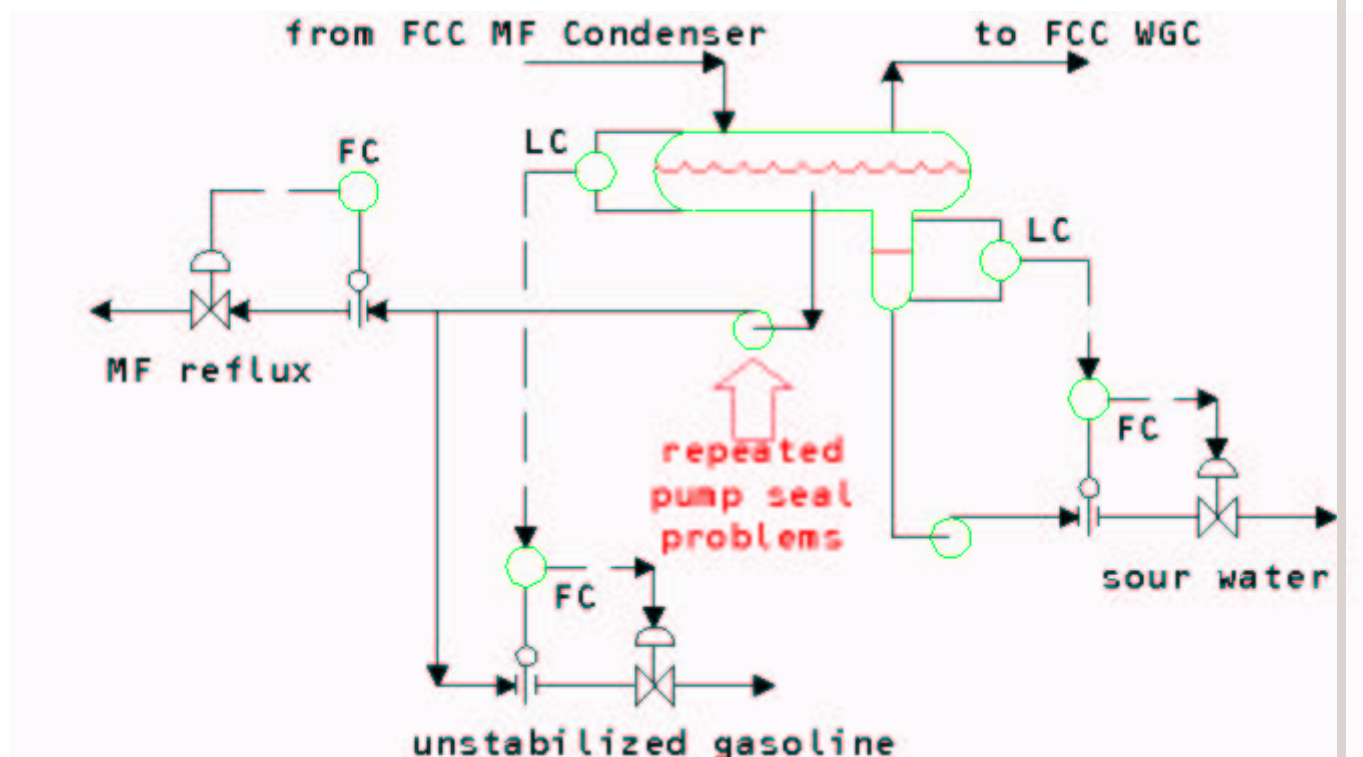 from FCC MF Condenser
to FCC WGC
LC
FC
LC
MF reflux
FC
repeated
pump seal
problems
sour water
FC
unstabilized gasoline